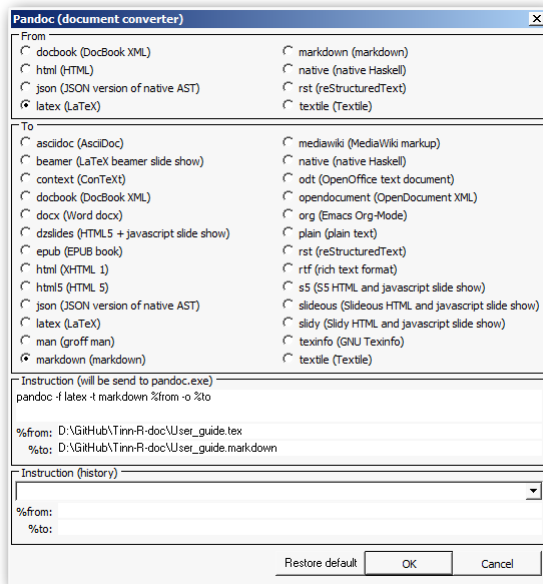 Pandoc (document converter)
From
docbook (DocBook XML)
html (HTML)
json (JSON version of native AST)
latex (LaTeX)
markdown (markdown)
native (native Haskell)
rst (reStructuredText)
textile (Textile)
To
asciidoc (AsciiDoc)
beamer (LaTeX beamer slide show)
context (ConTeXt)
docbook (DocBook XML)
docx (Word docx)
dzslides (HTML5 + javascript slide show)
epub (EPUB book)
html (XHTML 1)
html5 (HTML 5)
json (JSON version of native AST)
latex (LaTeX)
man (groff man)
markdown (markdown)
mediawiki (MediaWiki markup)
native (native Haskell)
odt (OpenOffice text document)
opendocument (OpenDocument XML)
org (Emacs Org-Mode)
plain (plain text)
rst (reStructuredText)
rtf (rich text format)
s5 (S5 HTML and javascript slide show)
slideous (Slideous HTML and javascript slide show)
slidy (Slidy HTML and javascript slide show)
texinfo (GNU Texinfo)
textile (Textile)
Instruction (will be send to pandoc.exe)
pandoc -f latex -t markdown %from -o %to
%from: D:\GitHub\Tinn-R-doc\User_guide.tex
%to: D:\GitHub\Tinn-R-doc\User_guide.markdown
Instruction (history)
%from:
%to:
Restore default OK Cancel